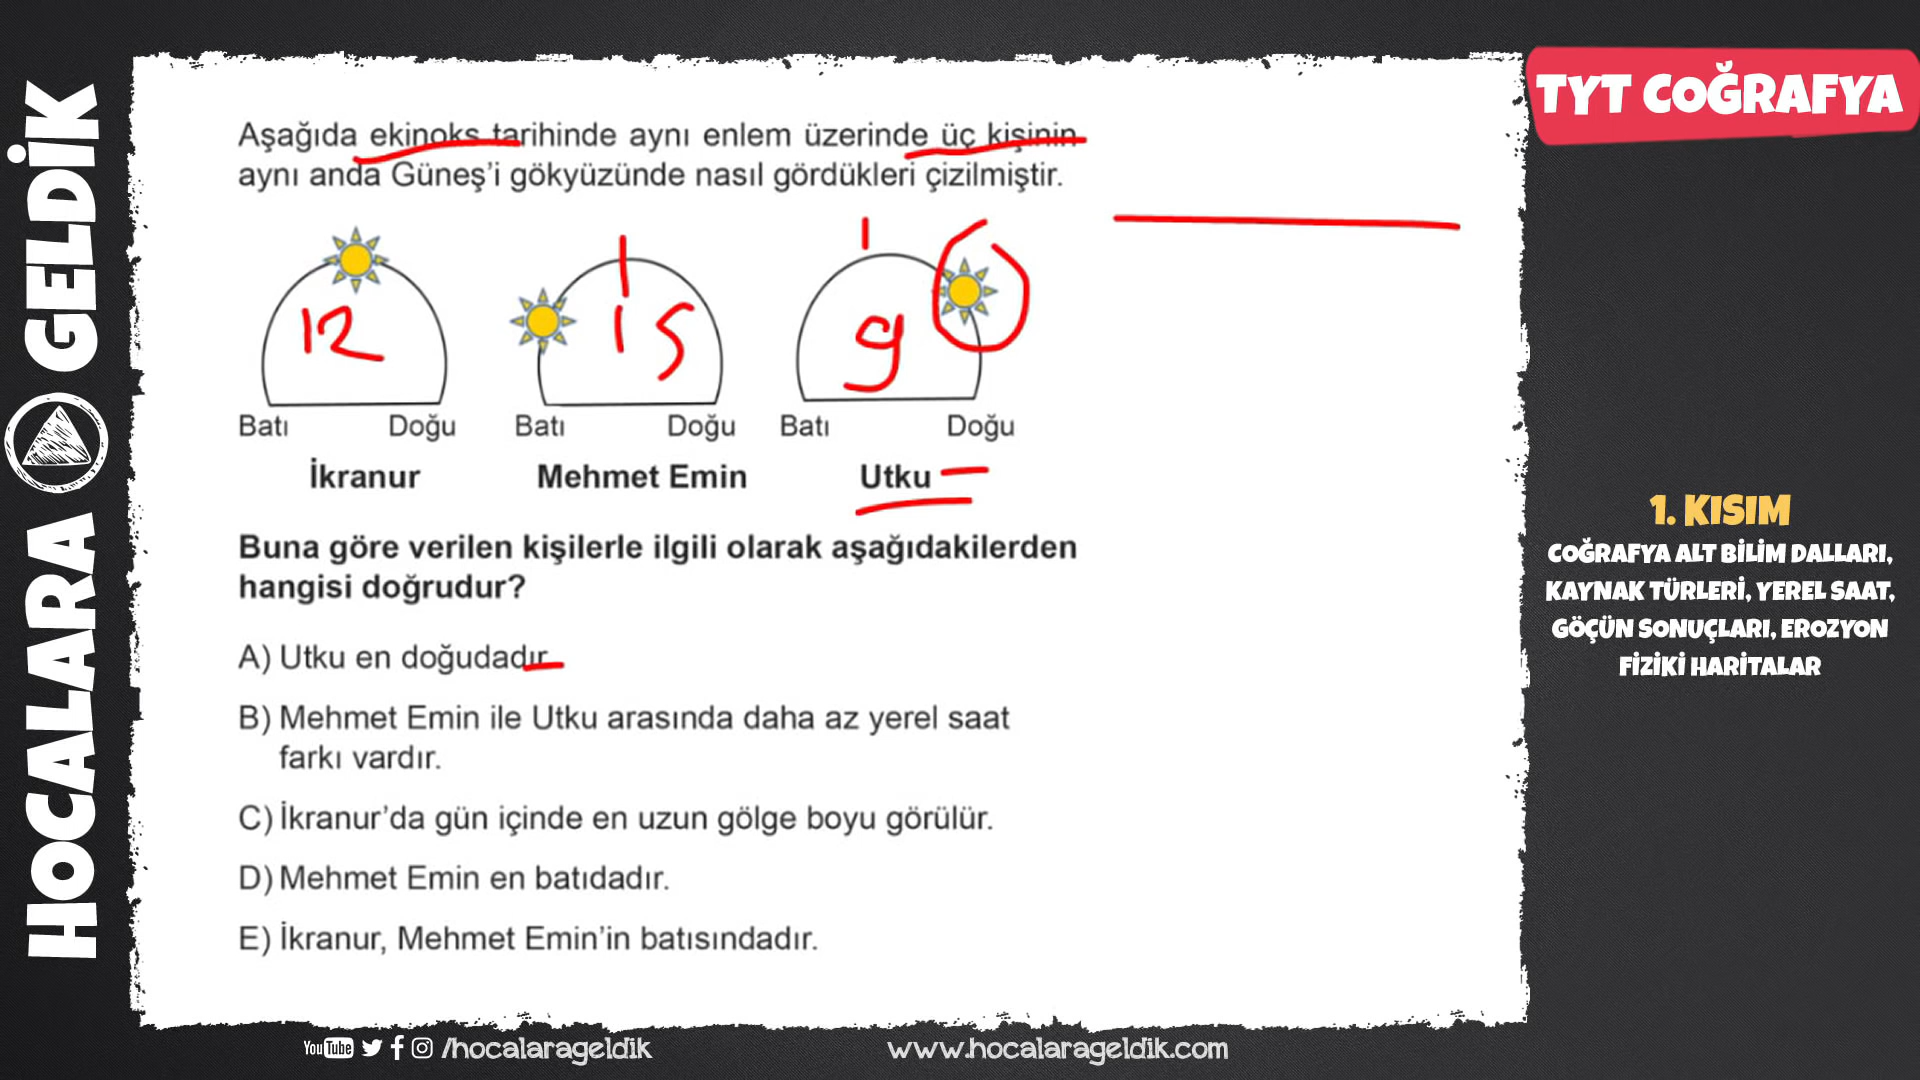 HOCALARA GELDİK
TYT COĞRAFYA
Aşağıda ekinoks tarihinde aynı enlem üzerinde üç kişinin
aynı anda Güneş'i gökyüzünde nasıl gördükleri çizilmiştir.
12
15
9
Batı Doğu
Batı Doğu
Batı Doğu
İkranur
Mehmet Emin
Utku
Buna göre verilen kişilerle ilgili olarak aşağıdakilerden
hangisi doğrudur?
A) Utku en doğudadır.
B) Mehmet Emin ile Utku arasında daha az yerel saat
farkı vardır.
C) İkranur'da gün içinde en uzun gölge boyu görülür.
D) Mehmet Emin en batıdadır.
E) İkranur, Mehmet Emin'in batısındadır.
1. KISIM
COĞRAFYA ALT BİLİM DALLARI,
KAYNAK TÜRLERİ, YEREL SAAT,
GÖÇÜN SONUÇLARI, EROZYON
FİZİKİ HARİTALAR
YouTube /hocalarageldik
www.hocalarageldik.com